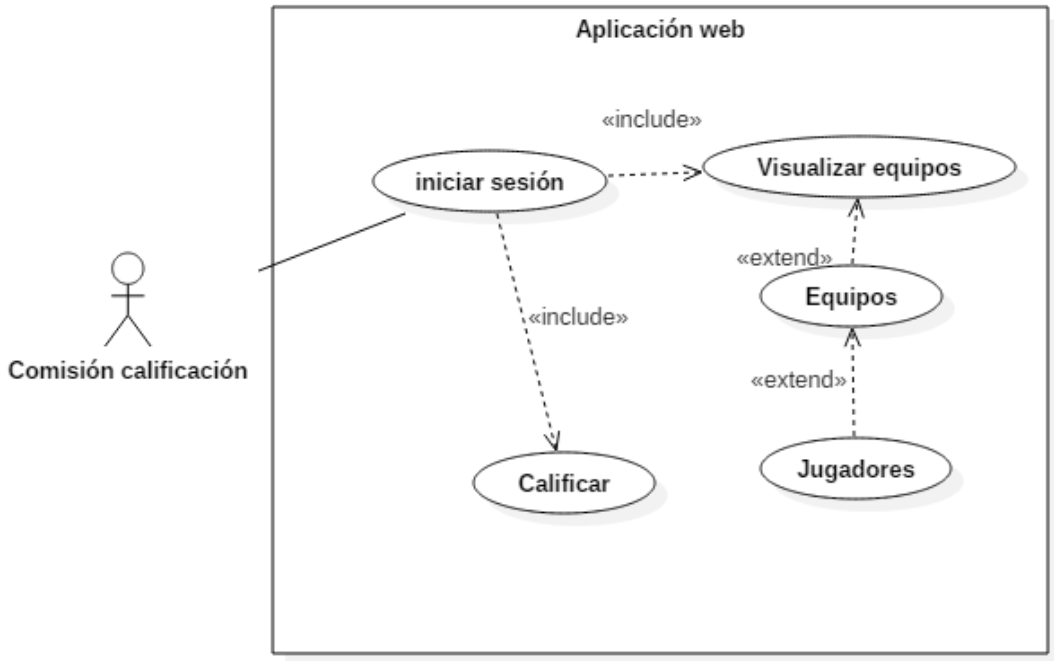 Aplicación web
«include»
iniciar sesión
Visualizar equipos
«extend»
Equipos
«include»
Comisión calificación
«extend»
Calificar
Jugadores